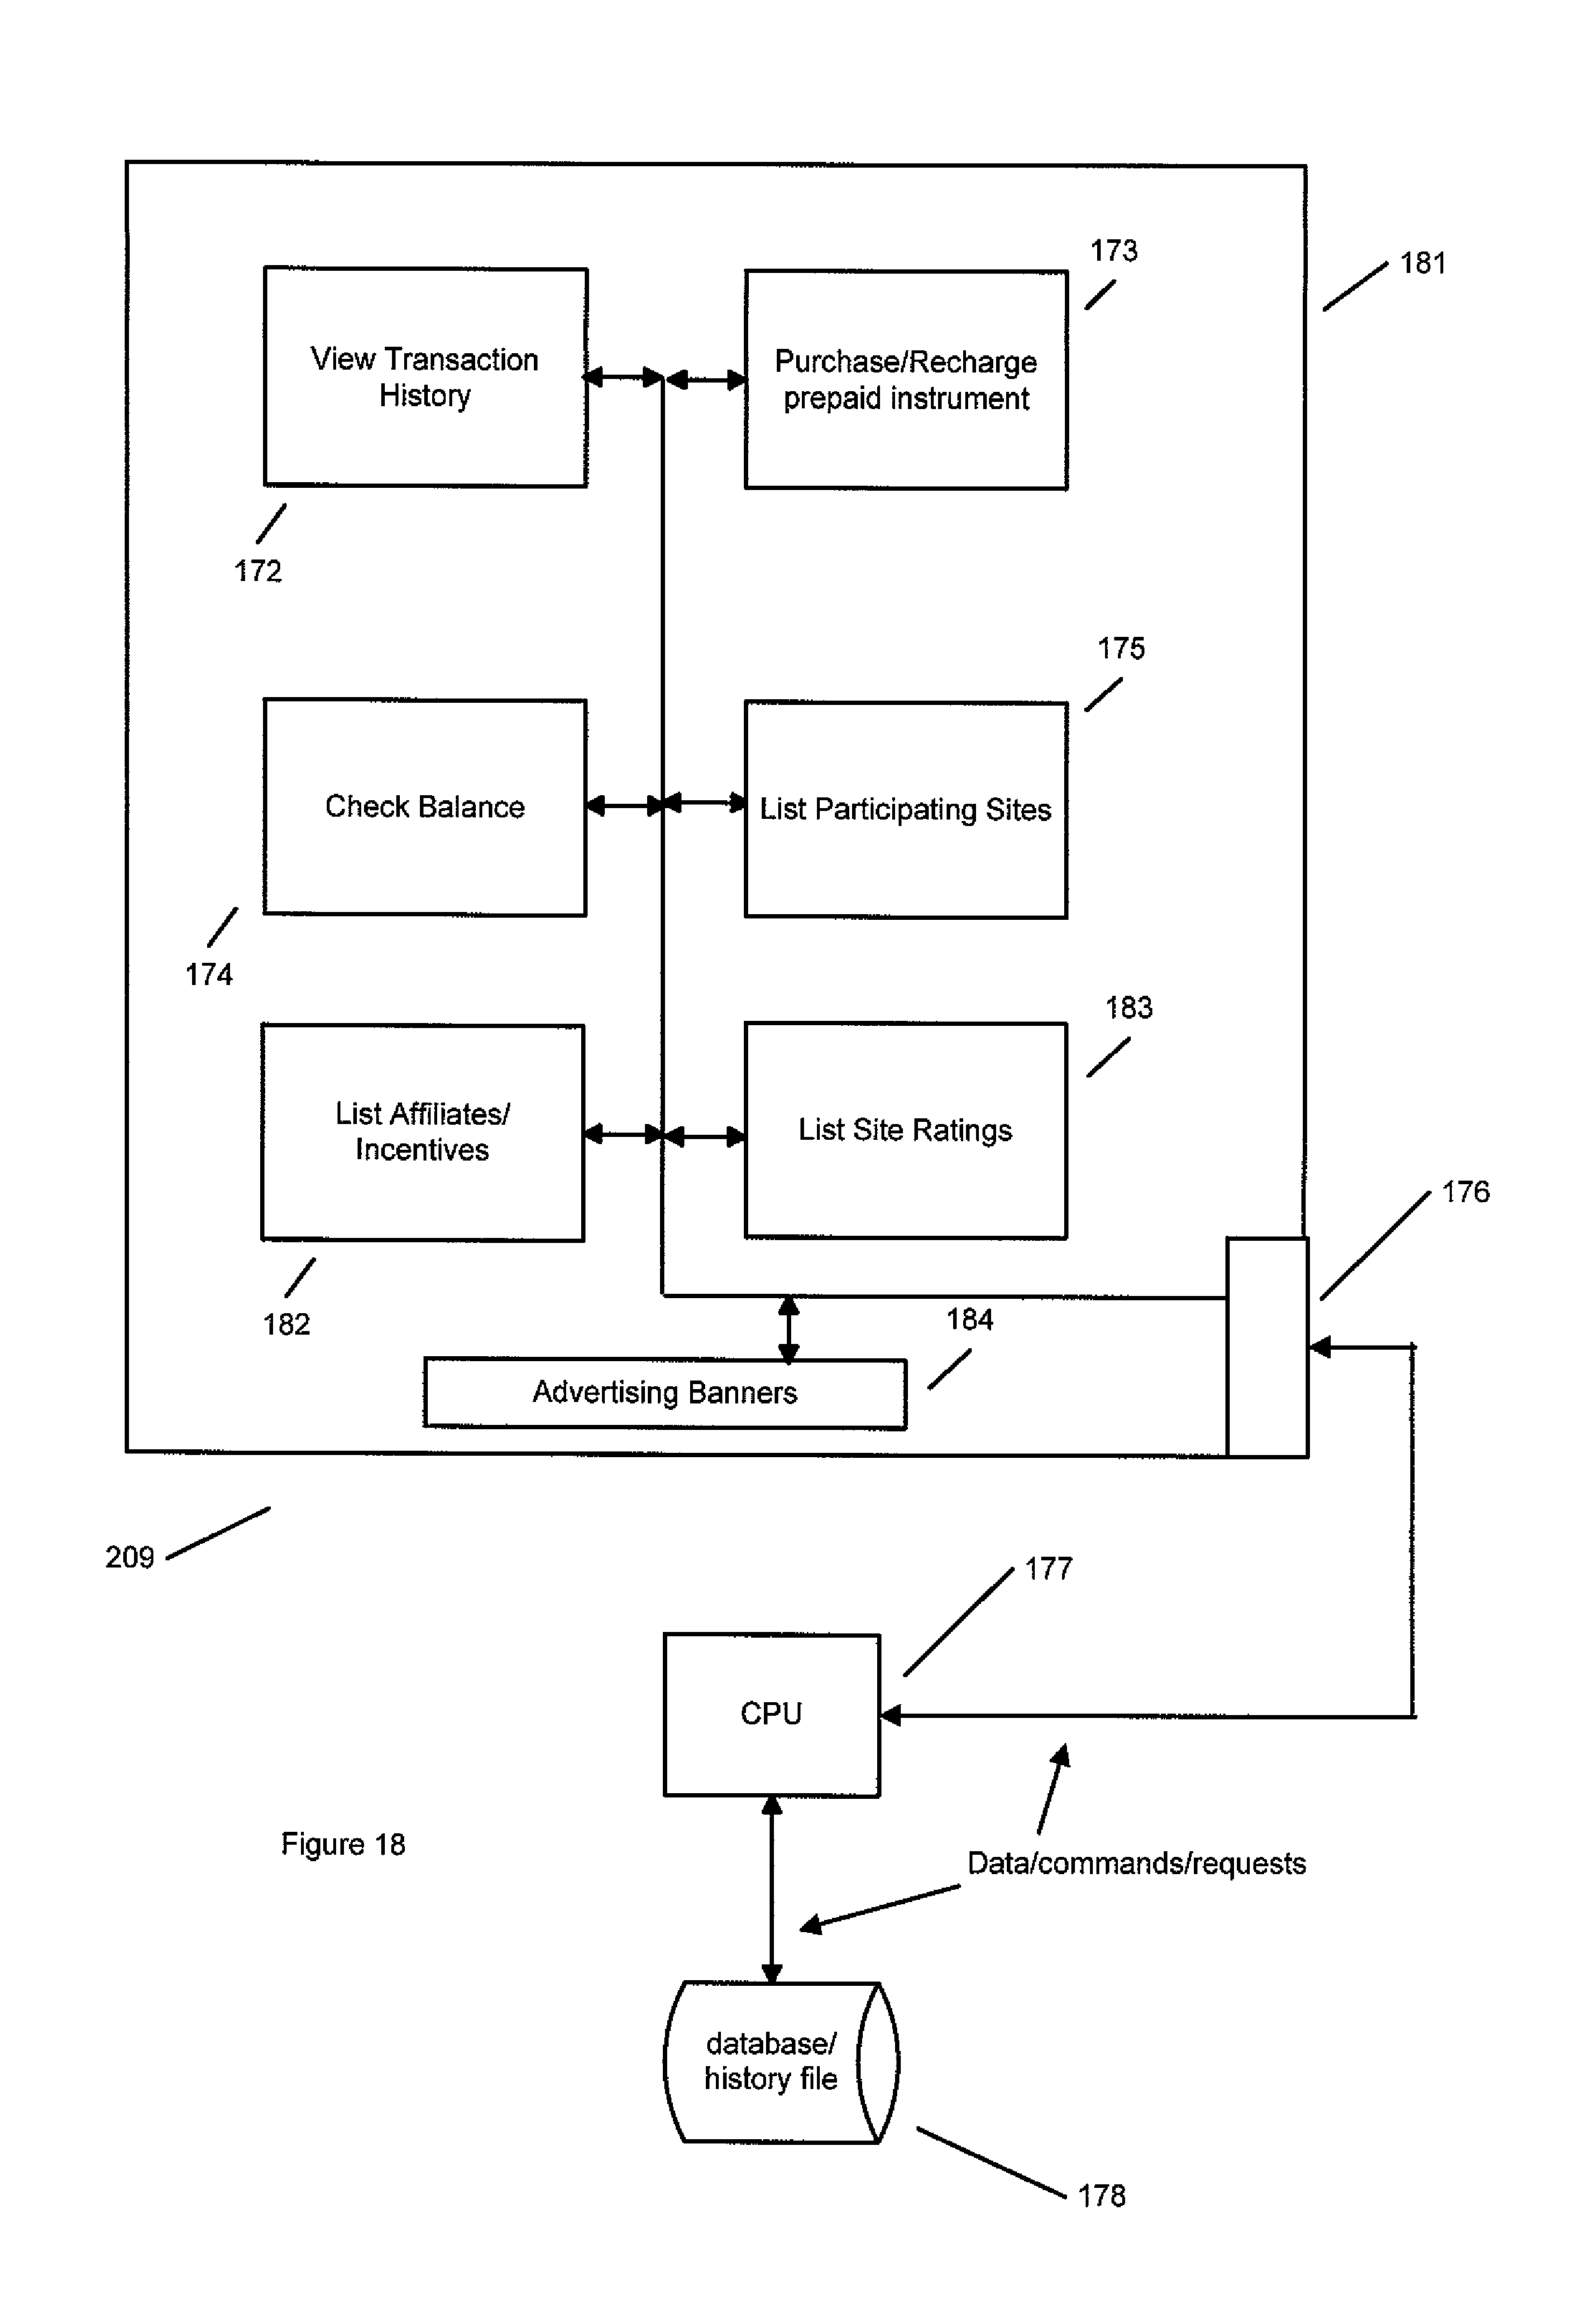 173
181
View Transaction
History
Purchase/Recharge
prepaid instrument
172
175
Check Balance
List Participating Sites
174
183
List Affiliates/
Incentives
List Site Ratings
176
182
184
Advertising Banners
209
177
CPU
Figure 18
Data/commands/requests
database/
history file
178